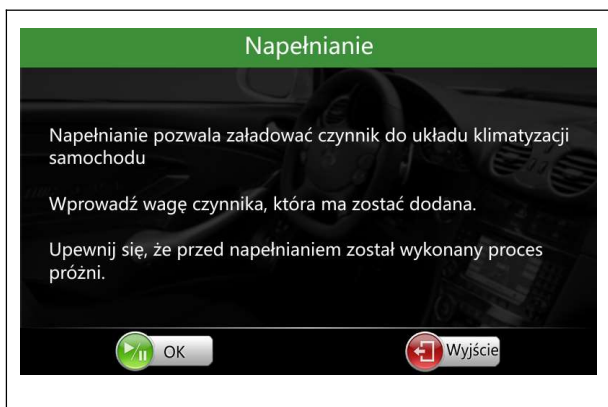 Napełnianie
Napełnianie pozwala załadować czynnik do układu klimatyzacji
samochodu
Wprowadź wagę czynnika, która ma zostać dodana.
Upewnij się, że przed napełnianiem został wykonany proces
próżni.
OK
Wyjście